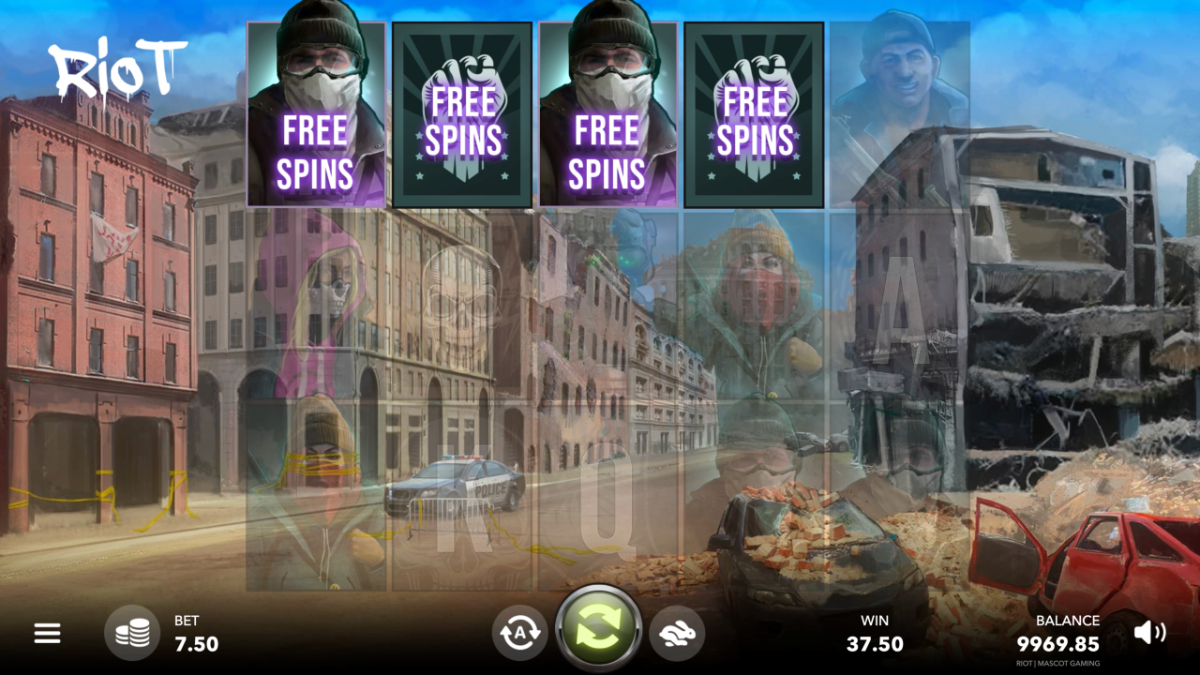 RIOT
FREE
SPINS
FREE
SPINS
FREE
SPINS
FREE
SPINS
A
K
Q
POLICE
BET
7.50
A
WIN
37.50
BALANCE
9969.85
RIOT | MASCOT GAMING